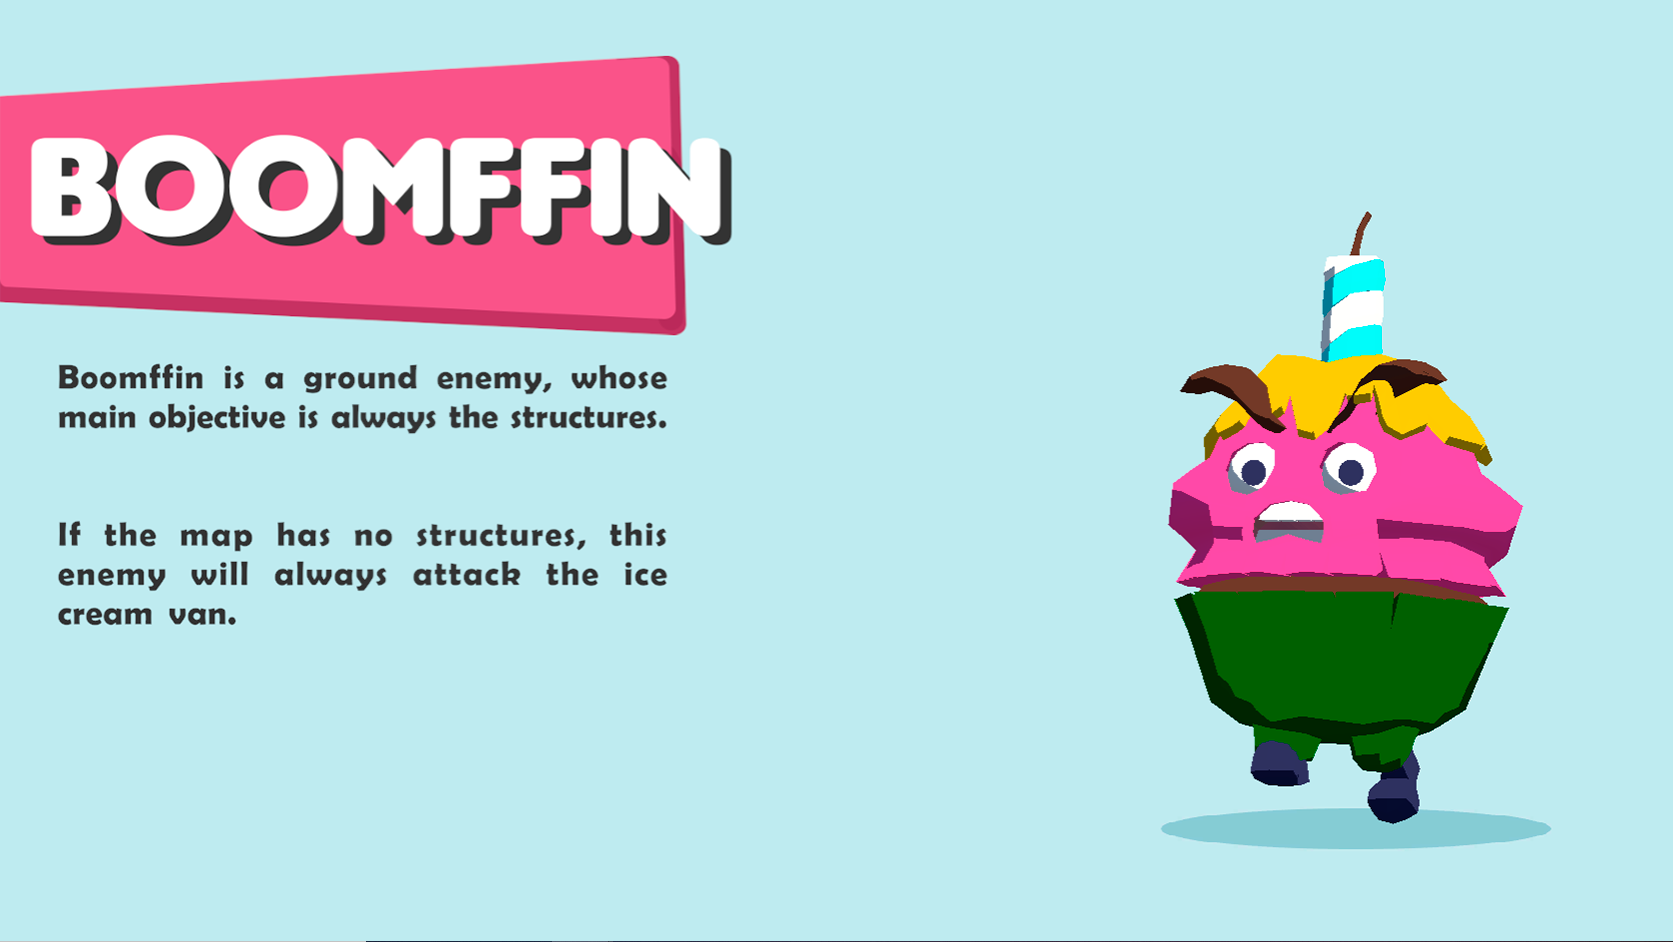 BOOMFFIN
Boomffin is a ground enemy, whose
main objective is always the structures.
If the map has no structures, this
enemy will always attack the ice
cream van.